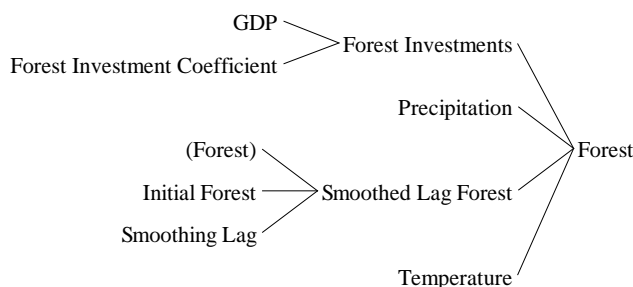 GDP
Forest Investment Coefficient
Forest Investments
Precipitation
(Forest)
Initial Forest
Smoothing Lag
Smoothed Lag Forest
Temperature
Forest